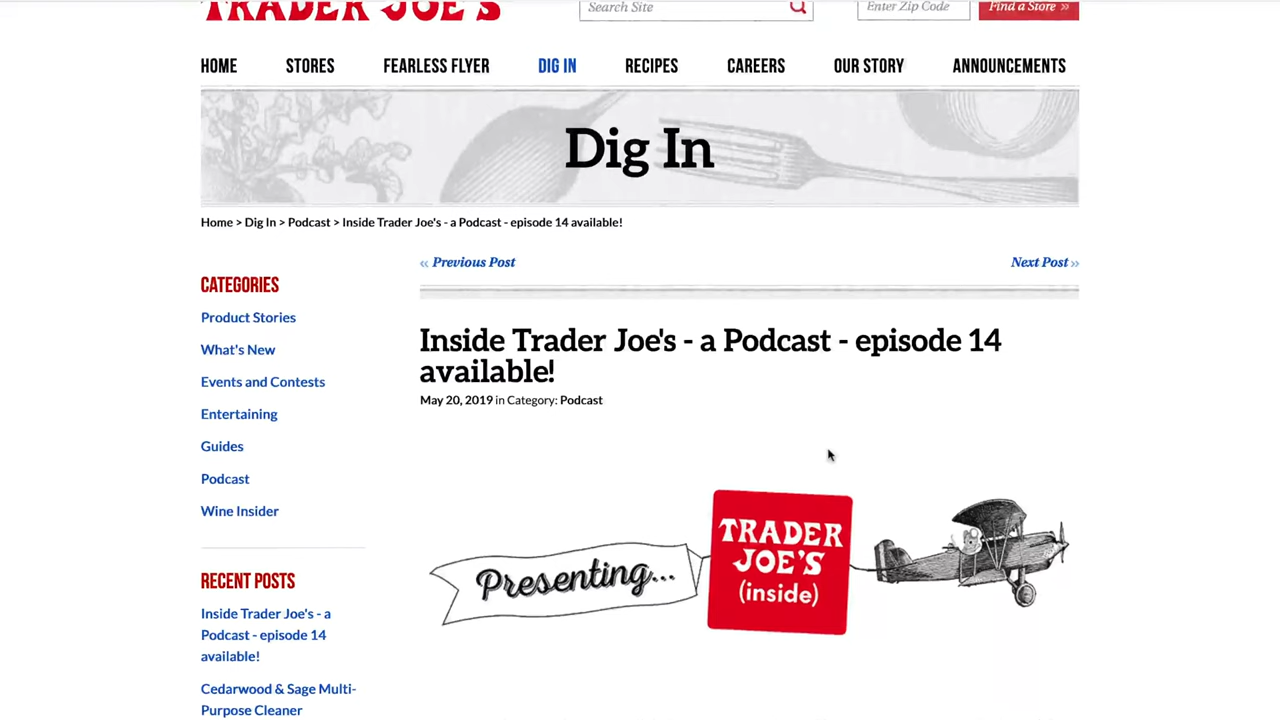 TRADER JOE'S
Search Site
Enter Zip Code
Find a Store »
HOME
STORES
FEARLESS FLYER
DIG IN
RECIPES
CAREERS
OUR STORY
ANNOUNCEMENTS
Dig In
Home > Dig In > Podcast > Inside Trader Joe's - a Podcast - episode 14 available!
« Previous Post
Next Post »
CATEGORIES
Product Stories
What's New
Events and Contests
Entertaining
Guides
Podcast
Wine Insider
RECENT POSTS
Inside Trader Joe's - a
Podcast - episode 14
available!
Cedarwood & Sage Multi-
Purpose Cleaner
Inside Trader Joe's - a Podcast - episode 14
available!
May 20, 2019 in Category: Podcast
Presenting...
TRADER
JOE'S
(inside)